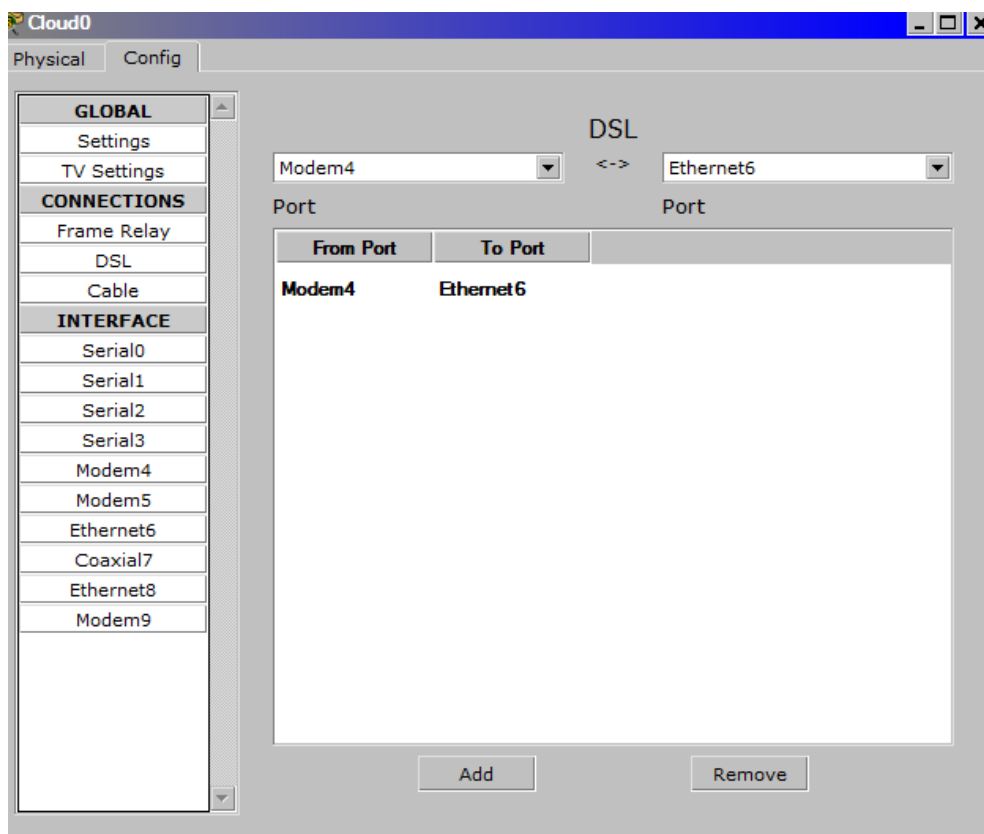 Cloud0
Physical Config
GLOBAL
Settings
TV Settings
CONNECTIONS
Frame Relay
DSL
Cable
INTERFACE
Serial0
Serial1
Serial2
Serial3
Modem4
Modem5
Ethernet6
Coaxial7
Ethernet8
Modem9
DSL
Modem4 <-> Ethernet6
Port Port
From Port To Port
Modem4 Ethernet6
Add Remove